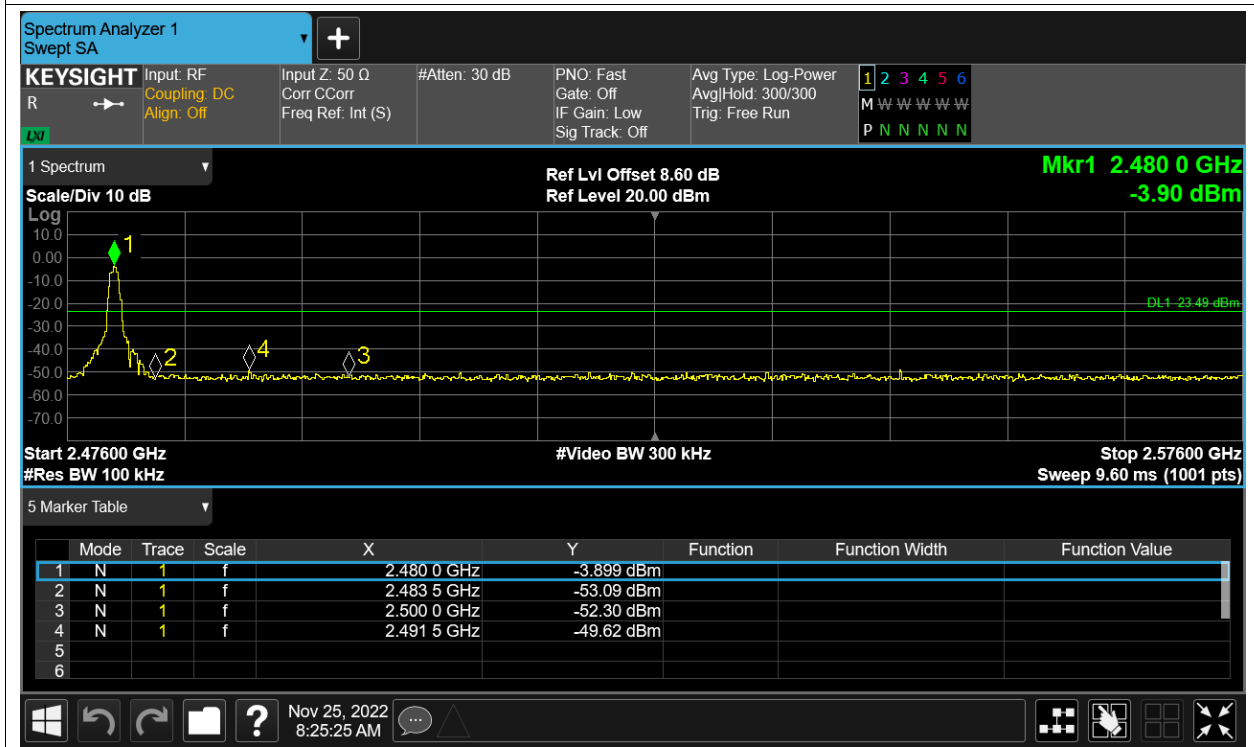 Spectrum Analyzer 1
Swept SA
KEYSIGHT Input: RF Input Z: 50 Ω #Atten: 30 dB PNO: Fast Avg Type: Log-Power 1 2 3 4 5 6
R Coupling: DC Corr CCorr Gate: Off Avg|Hold: 300/300 M W W W W W
Align: Off Freq Ref: Int (S) IF Gain: Low Trig: Free Run
LXI Sig Track: Off P N N N N N
1 Spectrum Ref Lvl Offset 8.60 dB Mkr1 2.480 0 GHz
Scale/Div 10 dB Ref Level 20.00 dBm -3.90 dBm
Log
10.0 1
0.00
-10.0
-20.0 DL1 -23.49 dBm
-30.0
-40.0 2 4 3
-50.0
-60.0
-70.0
Start 2.47600 GHz #Video BW 300 kHz Stop 2.57600 GHz
#Res BW 100 kHz Sweep 9.60 ms (1001 pts)
5 Marker Table
Mode Trace Scale X Y Function Function Width Function Value
1 N 1 f 2.480 0 GHz -3.899 dBm
2 N 1 f 2.483 5 GHz -53.09 dBm
3 N 1 f 2.500 0 GHz -52.30 dBm
4 N 1 f 2.491 5 GHz -49.62 dBm
5
6
? Nov 25, 2022
8:25:25 AM